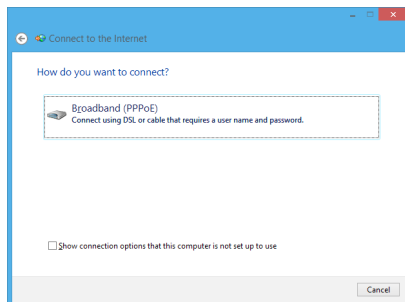 Connect to the Internet
How do you want to connect?
Broadband (PPPoE)
Connect using DSL or cable that requires a user name and password.
Show connection options that this computer is not set up to use
Cancel